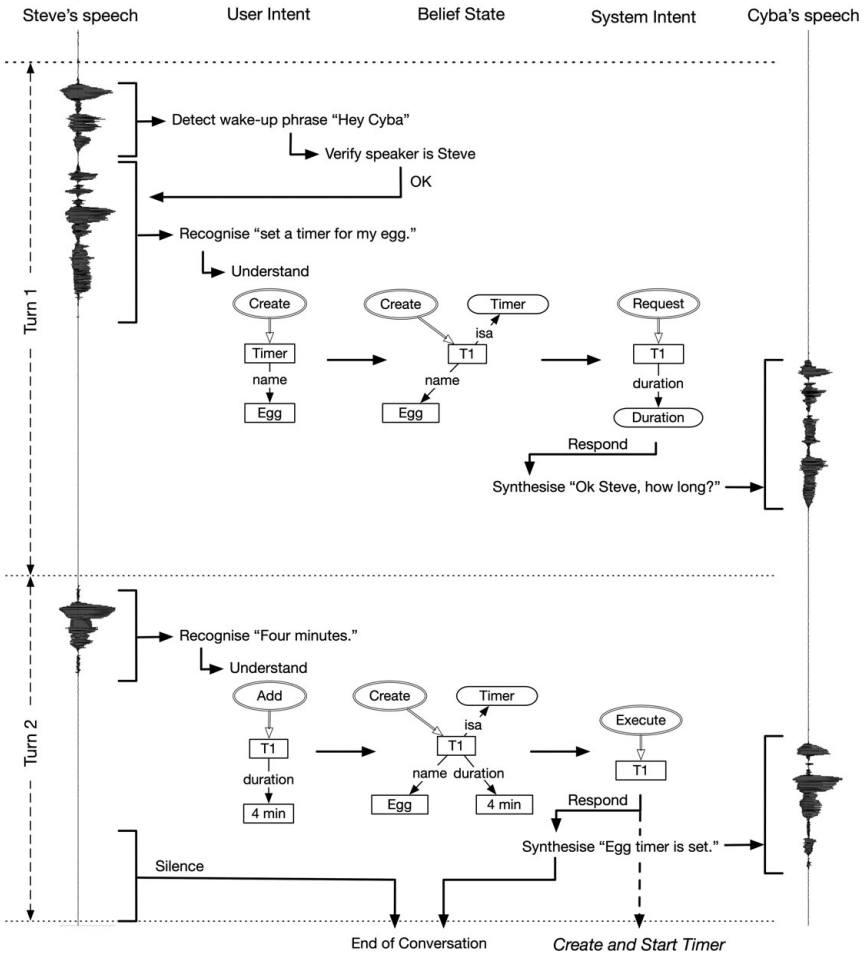 Steve's speech
User Intent
Belief State
System Intent
Cyba's speech
Turn 1
Detect wake-up phrase “Hey Cyba”
Verify speaker is Steve
OK
Recognise “set a timer for my egg.”
Understand
Create
Timer
name
Egg
Create
Timer
isa
T1
name
Egg
Request
T1
duration
Duration
Respond
Synthesise “Ok Steve, how long?”
Turn 2
Recognise “Four minutes.”
Understand
Add
T1
duration
4 min
Create
Timer
isa
T1
name
duration
Egg
4 min
Execute
T1
Respond
Synthesise “Egg timer is set.”
Silence
End of Conversation
Create and Start Timer